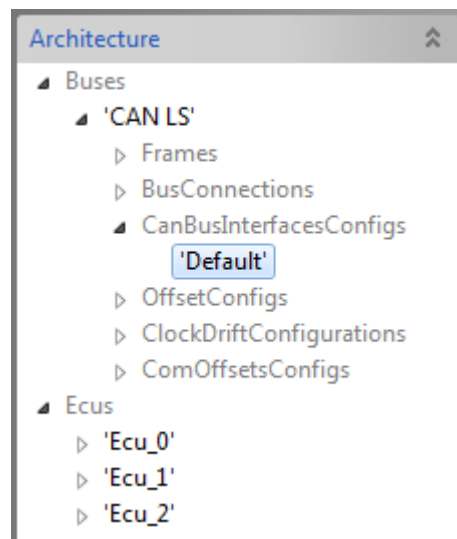 Architecture
Buses
'CAN LS'
Frames
BusConnections
CanBusInterfacesConfigs
'Default'
OffsetConfigs
ClockDriftConfigurations
ComOffsetsConfigs
Ecus
'Ecu_0'
'Ecu_1'
'Ecu_2'